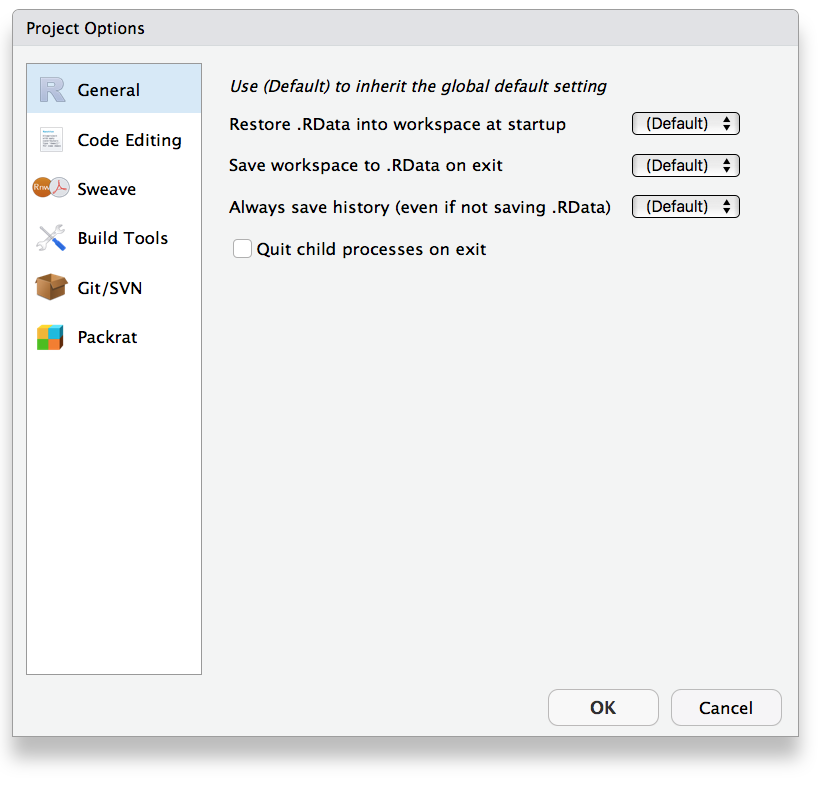 Project Options
General
Code Editing
Sweave
Build Tools
Git/SVN
Packrat
Use (Default) to inherit the global default setting
Restore .RData into workspace at startup (Default)
Save workspace to .RData on exit (Default)
Always save history (even if not saving .RData) (Default)
Quit child processes on exit
OK Cancel